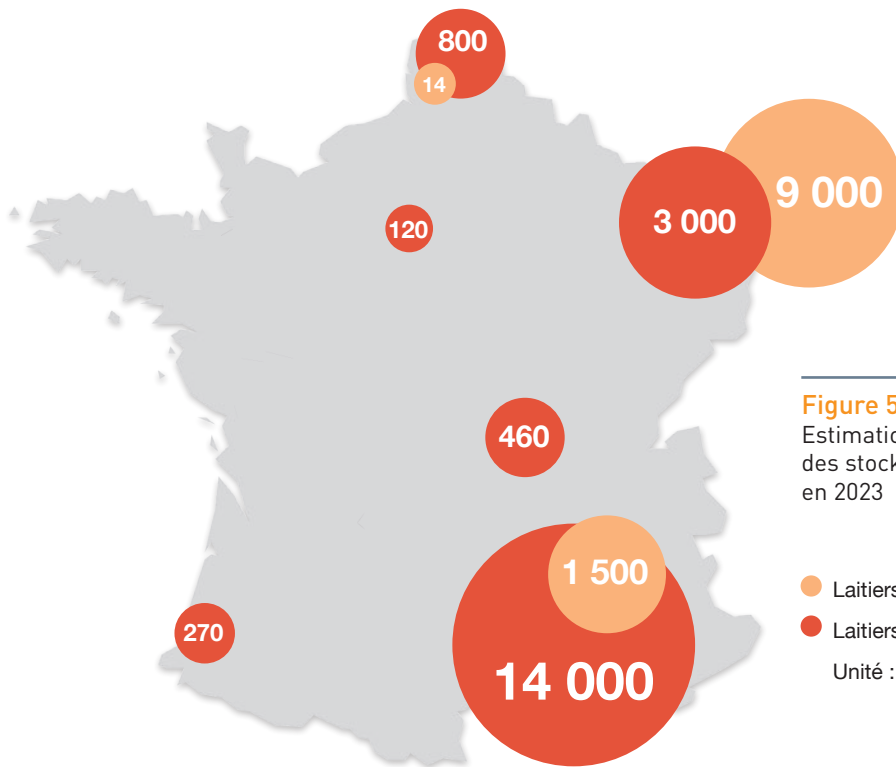 800
14
9 000
3 000
120
Figure 5
Estimatio
des stock
en 2023
460
1 500
Laitiers
270
Laitiers
14 000
Unité :